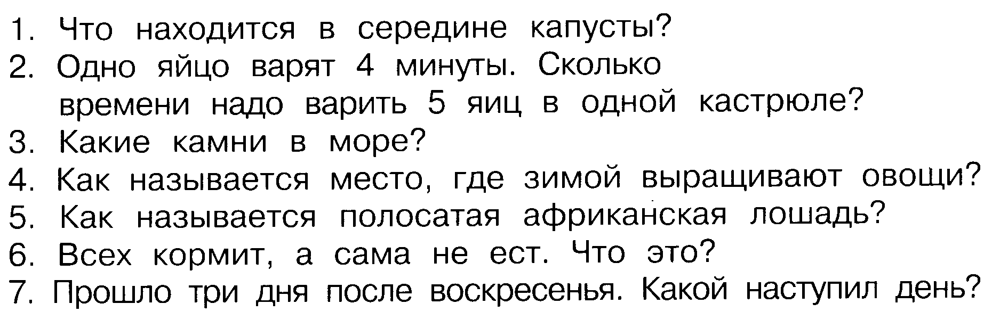 1. Что находится в середине капусты?
2. Одно яйцо варят 4 минуты. Сколько
времени надо варить 5 яиц в одной кастрюле?
3. Какие камни в море?
4. Как называется место, где зимой выращивают овощи?
5. Как называется полосатая африканская лошадь?
6. Всех кормит, а сама не ест. Что это?
7. Прошло три дня после воскресенья. Какой наступил день?